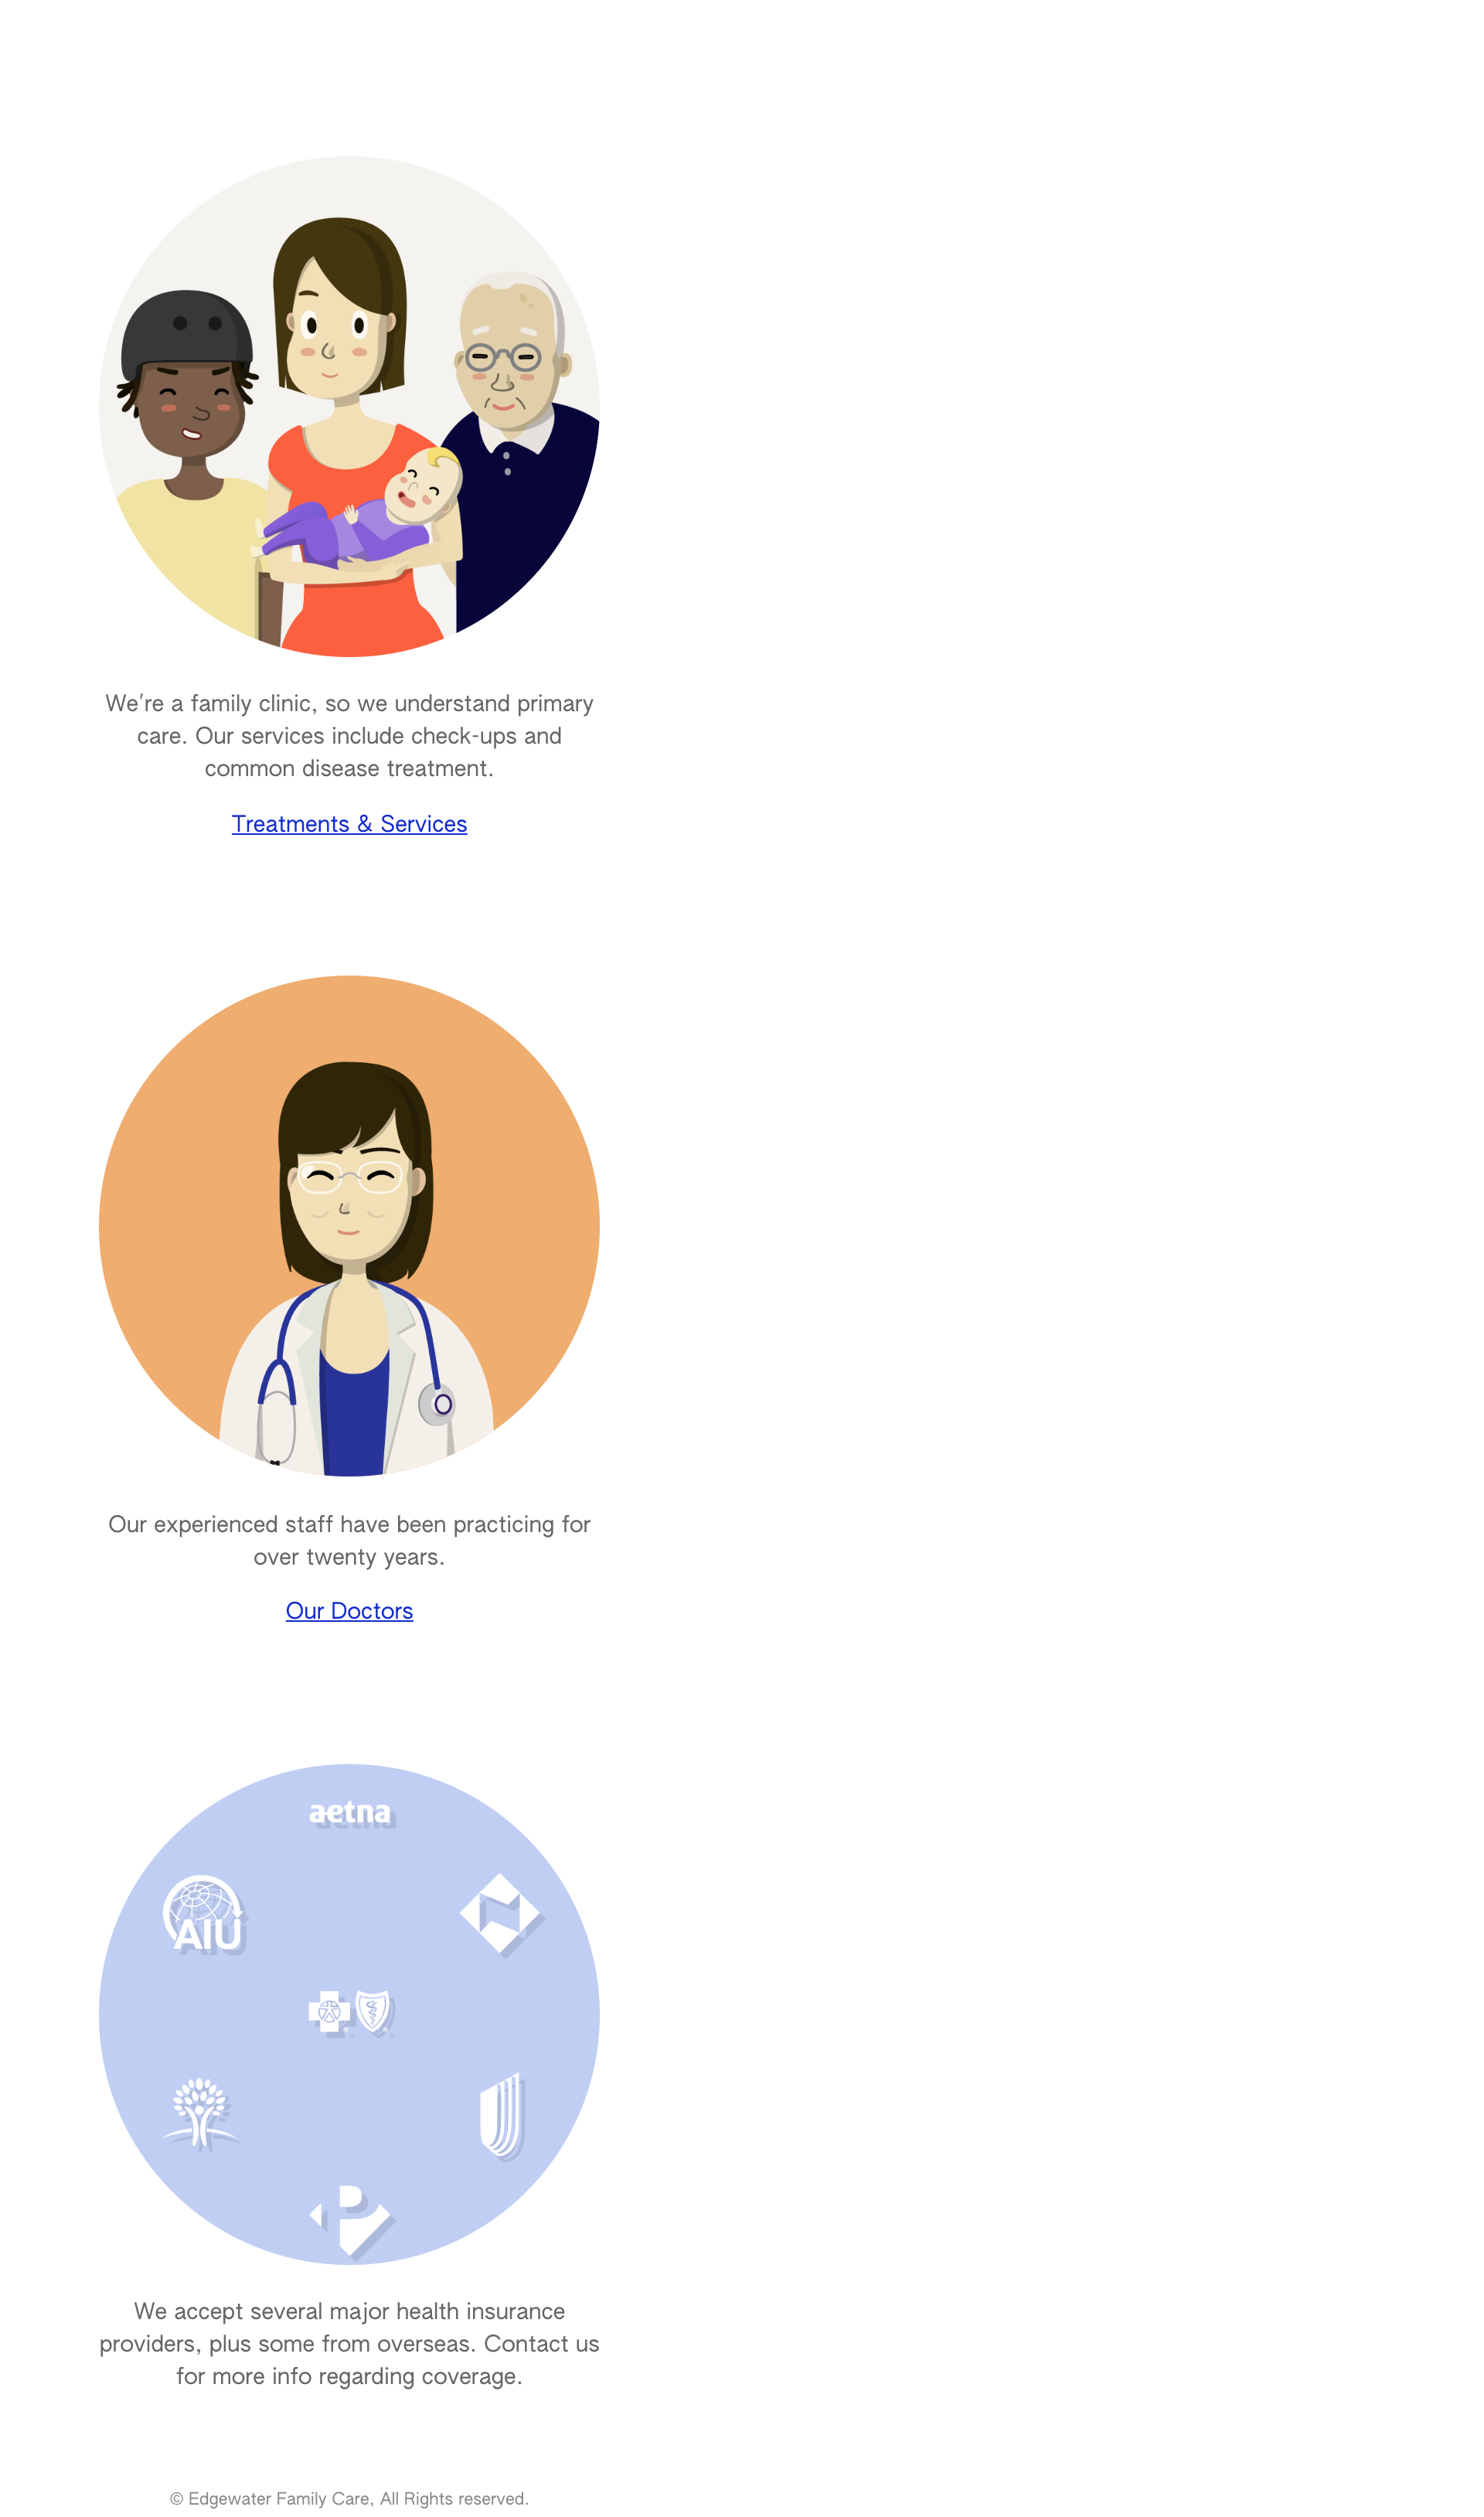 We're a family clinic, so we understand primary
care. Our services include check-ups and
common disease treatment.
Treatments & Services
Our experienced staff have been practicing for
over twenty years.
Our Doctors
aetna
AIU
We accept several major health insurance
providers, plus some from overseas. Contact us
for more info regarding coverage.
© Edgewater Family Care, All Rights reserved.